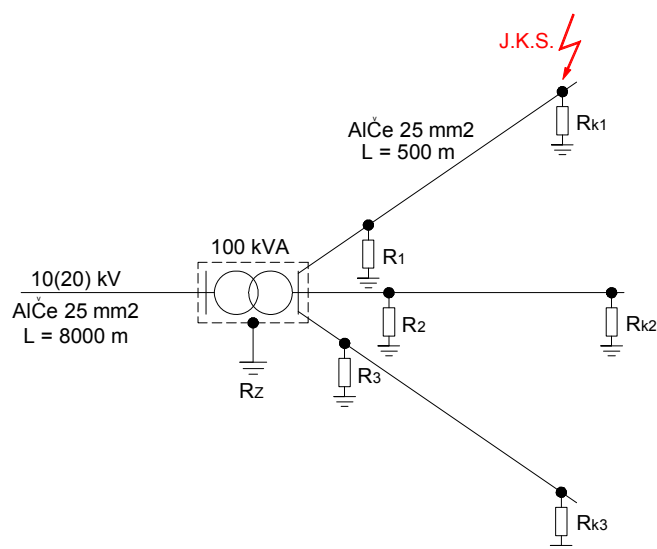 J.K.S.
AlČe 25 mm2
L = 500 m
Rk1
100 kVA
R1
10(20) kV
AlČe 25 mm2
L = 8000 m
R2
Rk2
RZ
R3
Rk3